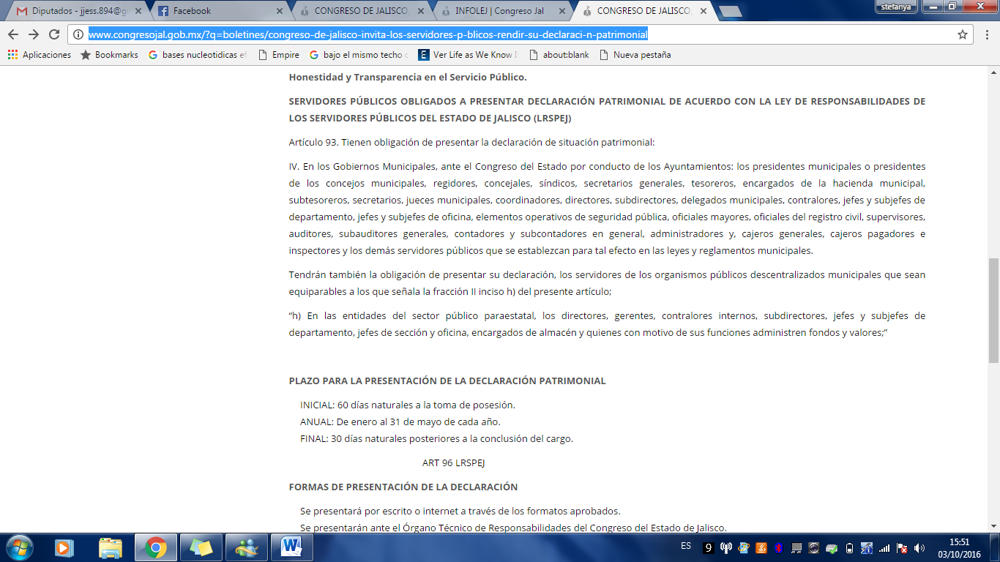 Diputados - jjess.894@g
Facebook
CONGRESO DE JALISCO,
INFOLEJ | Congreso Jal
CONGRESO DE JALISCO,
stefanya
www.congresojal.gob.mx/?q=boletines/congreso-de-jalisco-invita-los-servidores-p-blicos-rendir-su-declaraci-n-patrimonial
Aplicaciones
Bookmarks
bases nucleotidicas
Empire
bajo el mismo techo
Ver Life as We Know
about:blank
Nueva pestaña
Honestidad y Transparencia en el Servicio Público.
SERVIDORES PÚBLICOS OBLIGADOS A PRESENTAR DECLARACIÓN PATRIMONIAL DE ACUERDO CON LA LEY DE RESPONSABILIDADES DE
LOS SERVIDORES PÚBLICOS DEL ESTADO DE JALISCO (LRSPEJ)
Artículo 93. Tienen obligación de presentar la declaración de situación patrimonial:
IV. En los Gobiernos Municipales, ante el Congreso del Estado por conducto de los Ayuntamientos: los presidentes municipales o presidentes
de los concejos municipales, regidores, concejales, síndicos, secretarios generales, tesoreros, encargados de la hacienda municipal,
subtesoreros, secretarios, jueces municipales, coordinadores, directores, subdirectores, delegados municipales, contralores, jefes y subjefes de
departamento, jefes y subjefes de oficina, elementos operativos de seguridad pública, oficiales mayores, oficiales del registro civil, supervisores,
auditores, subauditores generales, contadores y subcontadores en general, administradores y, cajeros generales, cajeros pagadores e
inspectores y los demás servidores públicos que se establezcan para tal efecto en las leyes y reglamentos municipales.
Tendrán también la obligación de presentar su declaración, los servidores de los organismos públicos descentralizados municipales que sean
equiparables a los que señala la fracción II inciso h) del presente artículo;
“h) En las entidades del sector público paraestatal, los directores, gerentes, contralores internos, subdirectores, jefes y subjefes de
departamento, jefes de sección y oficina, encargados de almacén y quienes con motivo de sus funciones administren fondos y valores;”
PLAZO PARA LA PRESENTACIÓN DE LA DECLARACIÓN PATRIMONIAL
INICIAL: 60 días naturales a la toma de posesión.
ANUAL: De enero al 31 de mayo de cada año.
FINAL: 30 días naturales posteriores a la conclusión del cargo.
ART 96 LRSPEJ
FORMAS DE PRESENTACIÓN DE LA DECLARACIÓN
Se presentará por escrito o internet a través de los formatos aprobados.
Se presentarán ante el Órgano Técnico de Responsabilidades del Congreso del Estado de Jalisco.
ES
9
15:51
03/10/2016